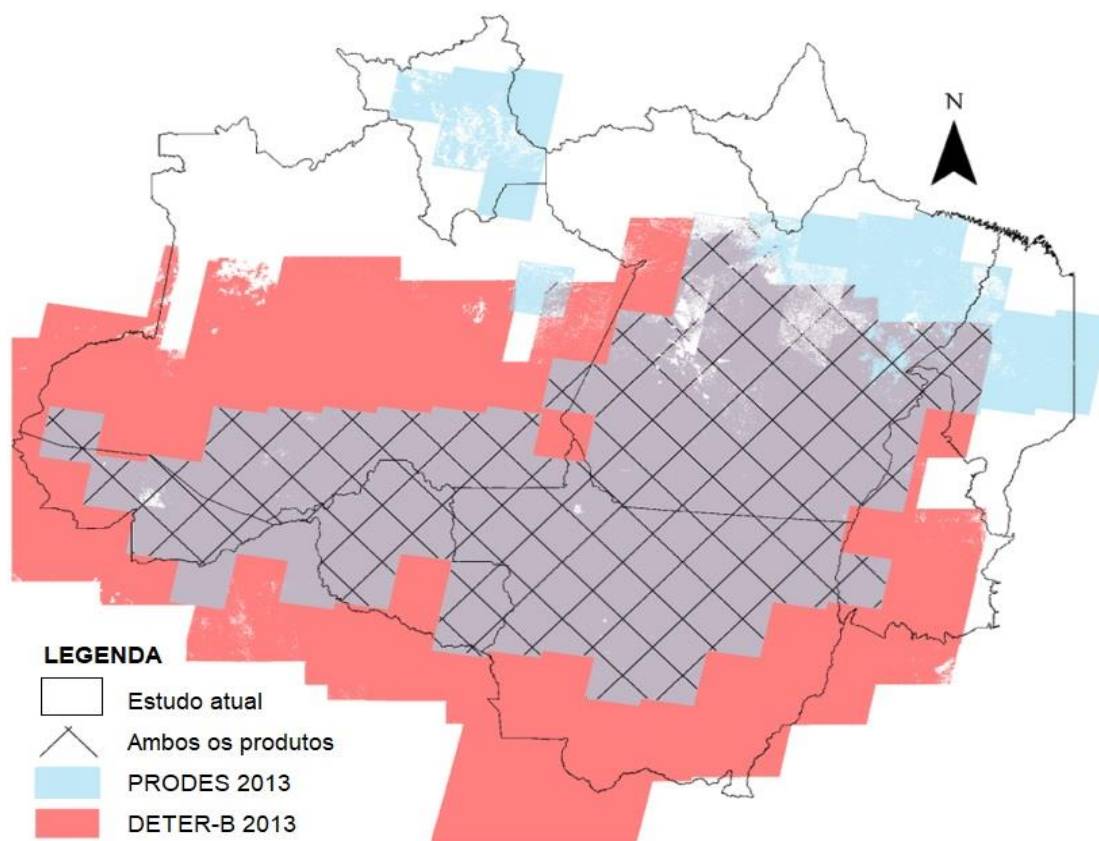 N
LEGENDA
Estudo atual
Ambos os produtos
PRODES 2013
DETER-B 2013